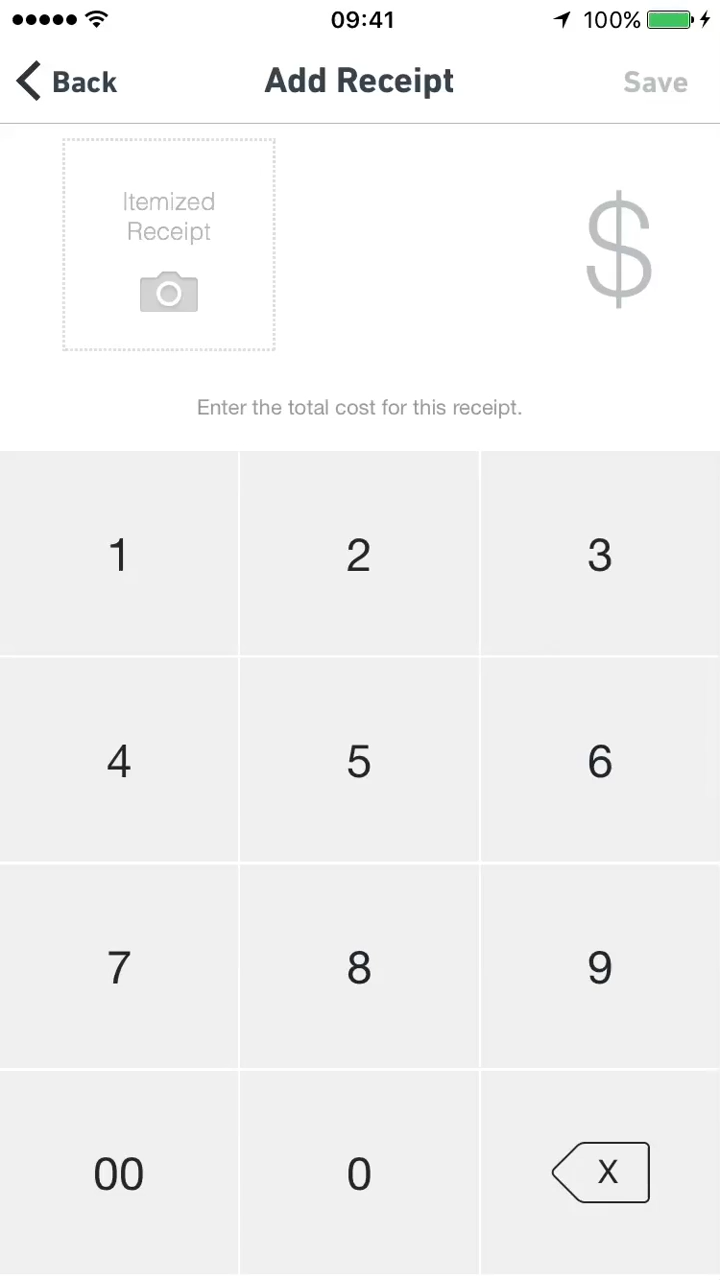 09:41
100%
Back
Add Receipt
Save
Itemized
Receipt
$
Enter the total cost for this receipt.
1
2
3
4
5
6
7
8
9
00
0
X